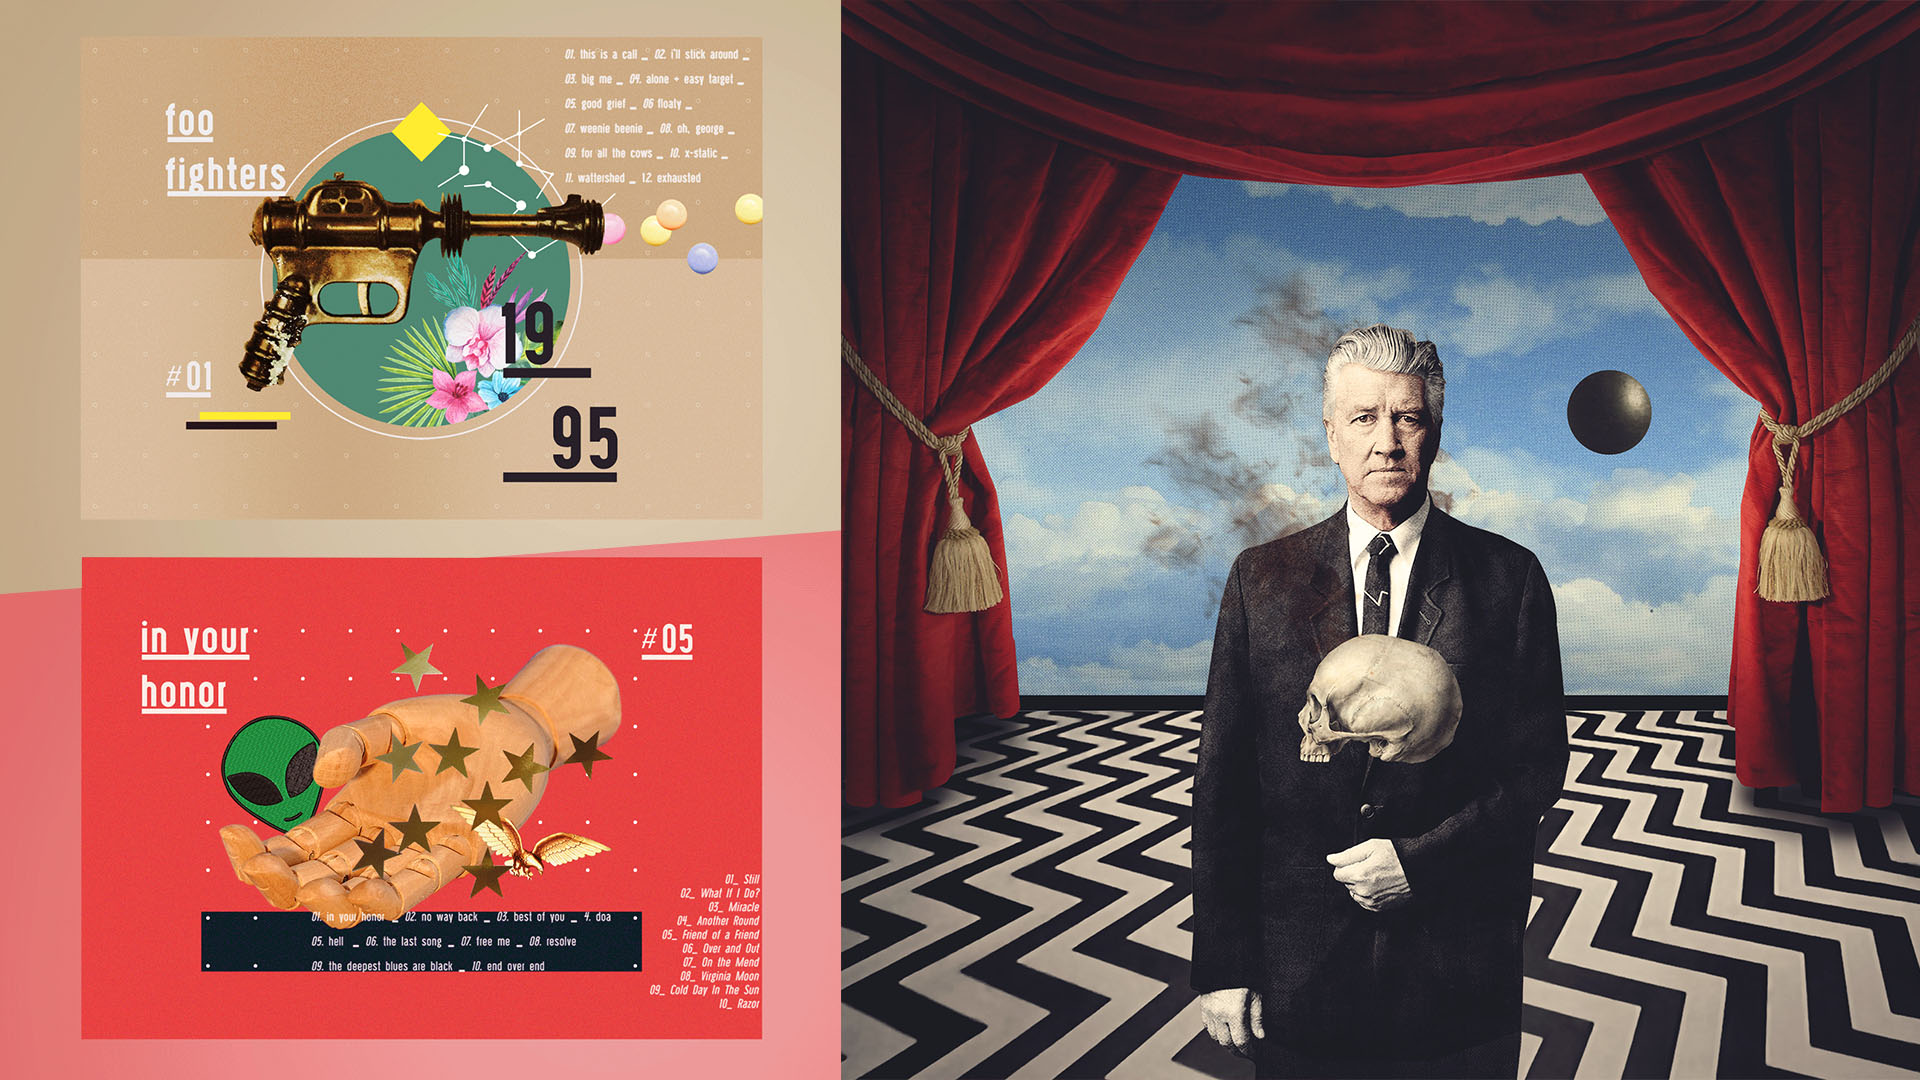 foo
fighters
01. this is a call _ 02. i'll stick around _
03. big me _ 04. alone + easy target _
05. good grief _ 06 floaty _
07. weenie beenie _ 08. oh, george _
09. for all the cows _ 10. x-static _
11. wattershed _ 12. exhausted
19
95
#01
in your
honor
#05
01. in your honor _ 02. no way back _ 03. best of you _ 4. doa
05. hell _ 06. the last song _ 07. free me _ 08. resolve
09. the deepest blues are black _ 10. end over end
01_ Still
02_ What If I Do?
03_ Miracle
04_ Another Round
05_ Friend of a Friend
06_ Over and Out
07_ On the Mend
08_ Virginia Moon
09_ Cold Day In The Sun
10_ Razor